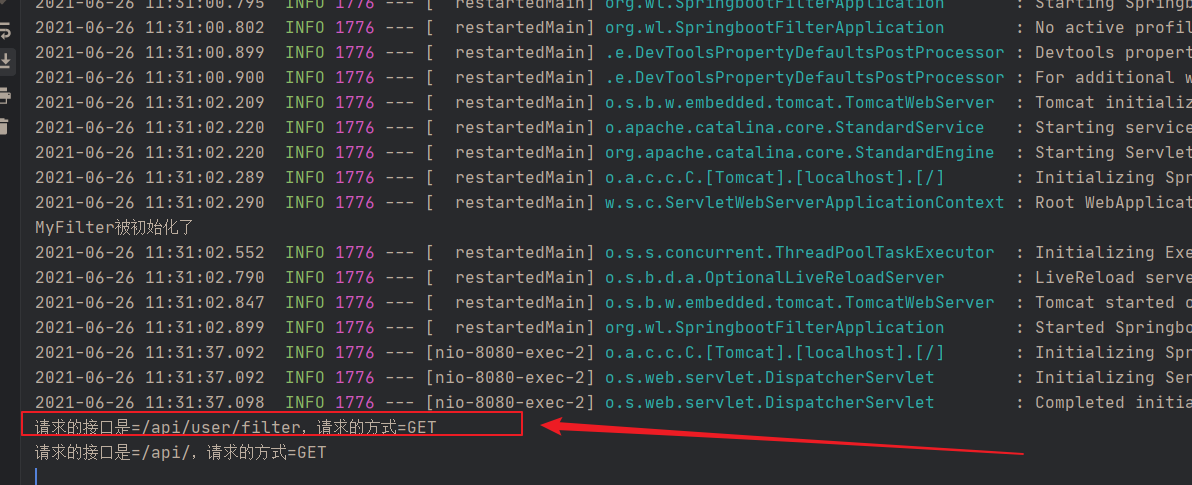 2021-06-26 11:31:00.795  INFO 1776 --- [  restartedMain] org.wl.SpringbootFilterApplication       : Starting Springb
2021-06-26 11:31:00.802  INFO 1776 --- [  restartedMain] org.wl.SpringbootFilterApplication       : No active profil
2021-06-26 11:31:00.899  INFO 1776 --- [  restartedMain] .e.DevToolsPropertyDefaultsPostProcessor : Devtools propert
2021-06-26 11:31:00.900  INFO 1776 --- [  restartedMain] .e.DevToolsPropertyDefaultsPostProcessor : For additional w
2021-06-26 11:31:02.209  INFO 1776 --- [  restartedMain] o.s.b.w.embedded.tomcat.TomcatWebServer  : Tomcat initializ
2021-06-26 11:31:02.220  INFO 1776 --- [  restartedMain] o.apache.catalina.core.StandardService   : Starting service
2021-06-26 11:31:02.220  INFO 1776 --- [  restartedMain] org.apache.catalina.core.StandardEngine  : Starting Servlet
2021-06-26 11:31:02.289  INFO 1776 --- [  restartedMain] o.a.c.c.C.[Tomcat].[localhost].[/]       : Initializing Spr
2021-06-26 11:31:02.290  INFO 1776 --- [  restartedMain] w.s.c.ServletWebServerApplicationContext : Root WebApplicat
MyFilter被初始化了
2021-06-26 11:31:02.552  INFO 1776 --- [  restartedMain] o.s.s.concurrent.ThreadPoolTaskExecutor  : Initializing Exe
2021-06-26 11:31:02.790  INFO 1776 --- [  restartedMain] o.s.b.d.a.OptionalLiveReloadServer       : LiveReload serve
2021-06-26 11:31:02.847  INFO 1776 --- [  restartedMain] o.s.b.w.embedded.tomcat.TomcatWebServer  : Tomcat started o
2021-06-26 11:31:02.899  INFO 1776 --- [  restartedMain] org.wl.SpringbootFilterApplication       : Started Springbo
2021-06-26 11:31:37.092  INFO 1776 --- [nio-8080-exec-2] o.a.c.c.C.[Tomcat].[localhost].[/]       : Initializing Spr
2021-06-26 11:31:37.092  INFO 1776 --- [nio-8080-exec-2] o.s.web.servlet.DispatcherServlet        : Initializing Ser
2021-06-26 11:31:37.098  INFO 1776 --- [nio-8080-exec-2] o.s.web.servlet.DispatcherServlet        : Completed initia
请求的接口是=/api/user/filter，请求的方式=GET
请求的接口是=/api/，请求的方式=GET